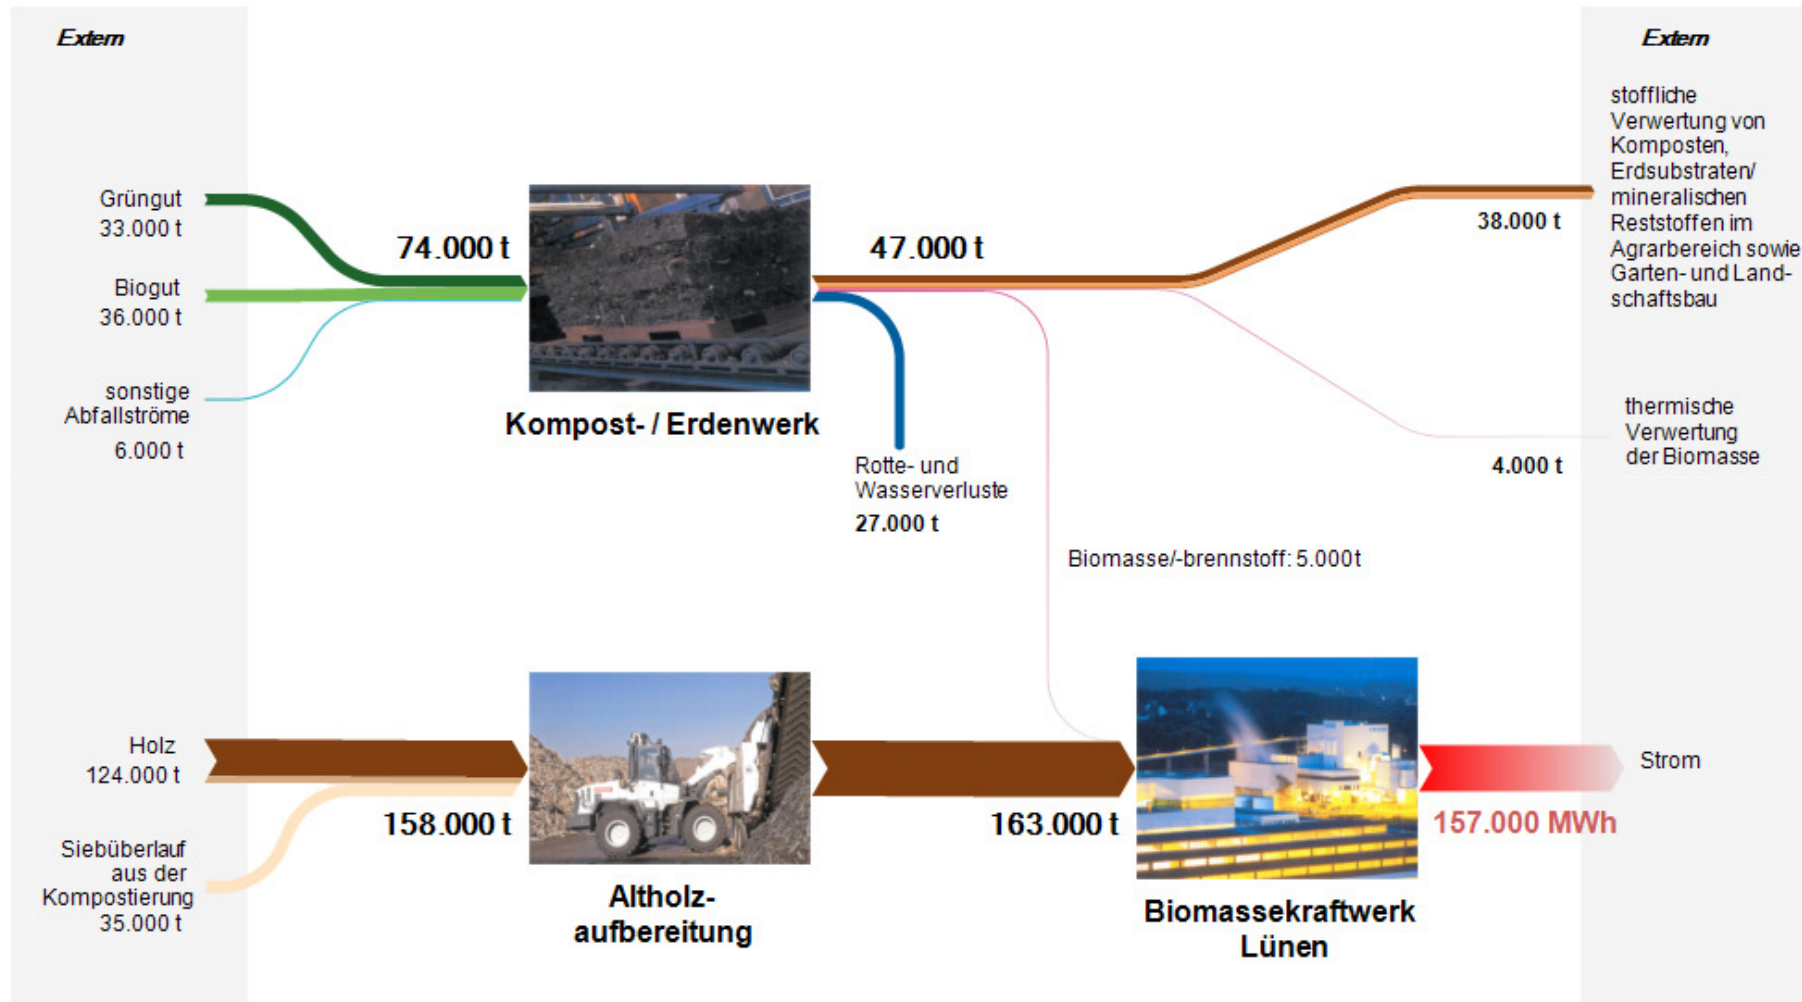 Extern
Extern
Grüngut
33.000 t
Biogut
36.000 t
sonstige
Abfallströme
6.000 t
74.000 t
Kompost- / Erdenwerk
47.000 t
Rotte- und
Wasserverluste
27.000 t
38.000 t
stoffliche
Verwertung von
Komposten,
Erdsubstraten/
mineralischen
Reststoffen im
Agrarbereich sowie
Garten- und Land-
schaftsbau
4.000 t
thermische
Verwertung
der Biomasse
Biomasse/-brennstoff: 5.000 t
Holz
124.000 t
Siebüberlauf
aus der
Kompostierung
35.000 t
158.000 t
Altholz-
aufbereitung
163.000 t
Biomassekraftwerk
Lünen
157.000 MWh
Strom